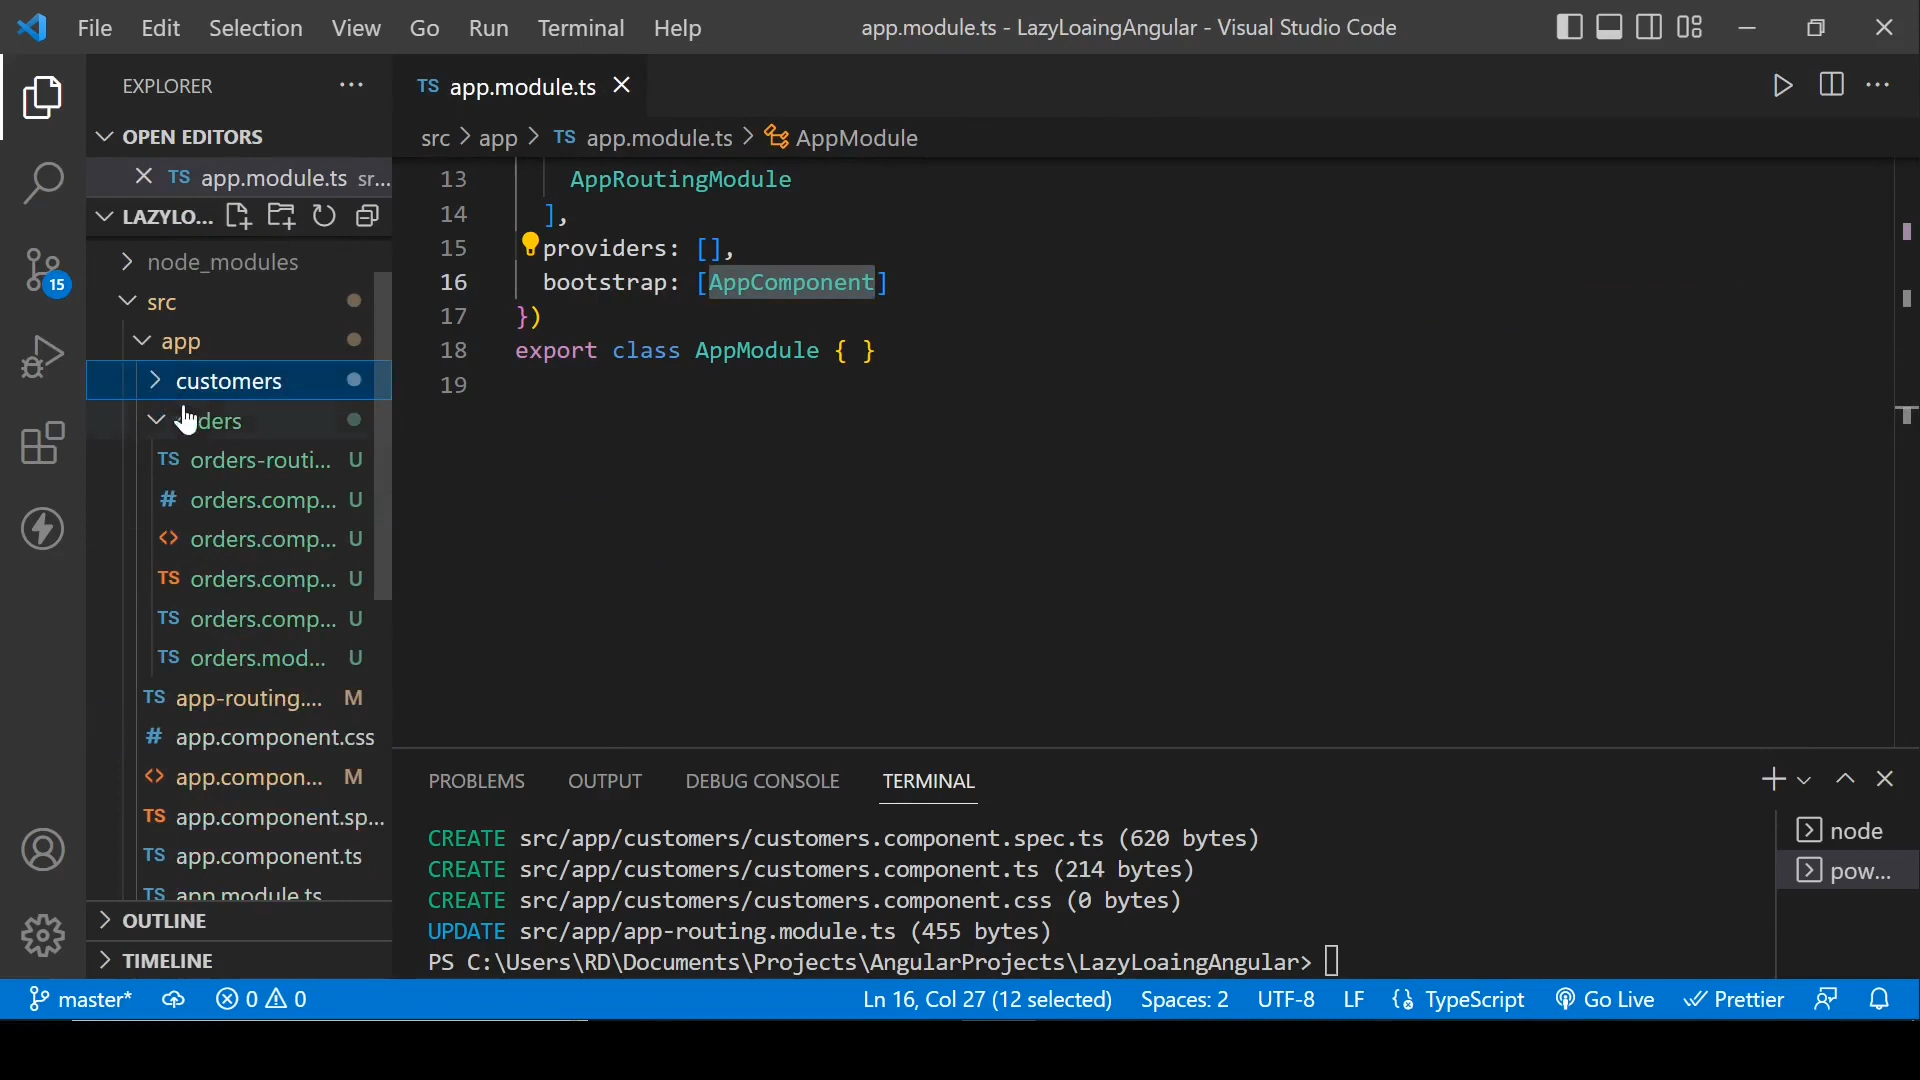 File Edit Selection View Go Run Terminal Help app.module.ts - LazyLoaingAngular - Visual Studio Code
EXPLORER ···
TS app.module.ts
OPEN EDITORS
TS app.module.ts sr...
LAZYLO...
src > app > TS app.module.ts > AppModule
13 AppRoutingModule
14 ],
15 providers: [],
16 bootstrap: [AppComponent]
17 })
18 export class AppModule { }
19
node_modules
src
app
customers
ders
TS orders-routi... U
# orders.comp... U
<> orders.comp... U
TS orders.comp... U
TS orders.comp... U
TS orders.mod... U
TS app-routing.... M
# app.component.css
<> app.compon... M
TS app.component.sp...
TS app.component.ts
TS app.module.ts
OUTLINE
TIMELINE
15
PROBLEMS OUTPUT DEBUG CONSOLE TERMINAL
CREATE src/app/customers/customers.component.spec.ts (620 bytes)
CREATE src/app/customers/customers.component.ts (214 bytes)
CREATE src/app/customers/customers.component.css (0 bytes)
UPDATE src/app/app-routing.module.ts (455 bytes)
PS C:\Users\RD\Documents\Projects\AngularProjects\LazyLoaingAngular>
node
pow...
master* 0 0 Ln 16, Col 27 (12 selected) Spaces: 2 UTF-8 LF TypeScript Go Live Prettier